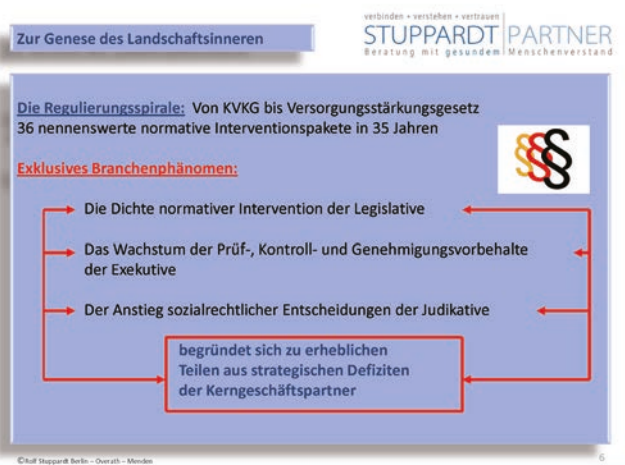 verbinden • verstehen • vertrauen
STUPPARDT PARTNER
Beratung mit gesundem Menschenverstand
Zur Genese des Landschaftsinneren
Die Regulierungsspirale: Von KVKG bis Versorgungsstärkungsgesetz
36 nennenswerte normative Interventionspakete in 35 Jahren
§§§
Exklusives Branchenphänomen:
Die Dichte normativer Intervention der Legislative
Das Wachstum der Prüf-, Kontroll- und Genehmigungsvorbehalte
der Exekutive
Der Anstieg sozialrechtlicher Entscheidungen der Judikative
begründet sich zu erheblichen
Teilen aus strategischen Defiziten
der Kerngeschäftspartner
©Rolf Stuppardt Berlin – Overath – Menden
6